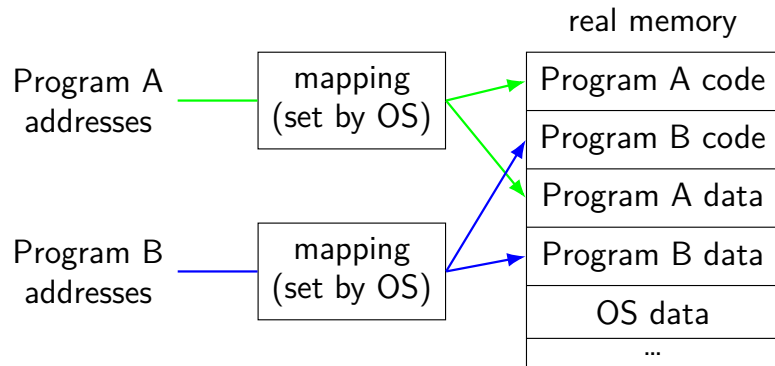 real memory
Program A
addresses
mapping
(set by OS)
Program A code
Program B code
Program A data
Program B
addresses
mapping
(set by OS)
Program B data
OS data
...